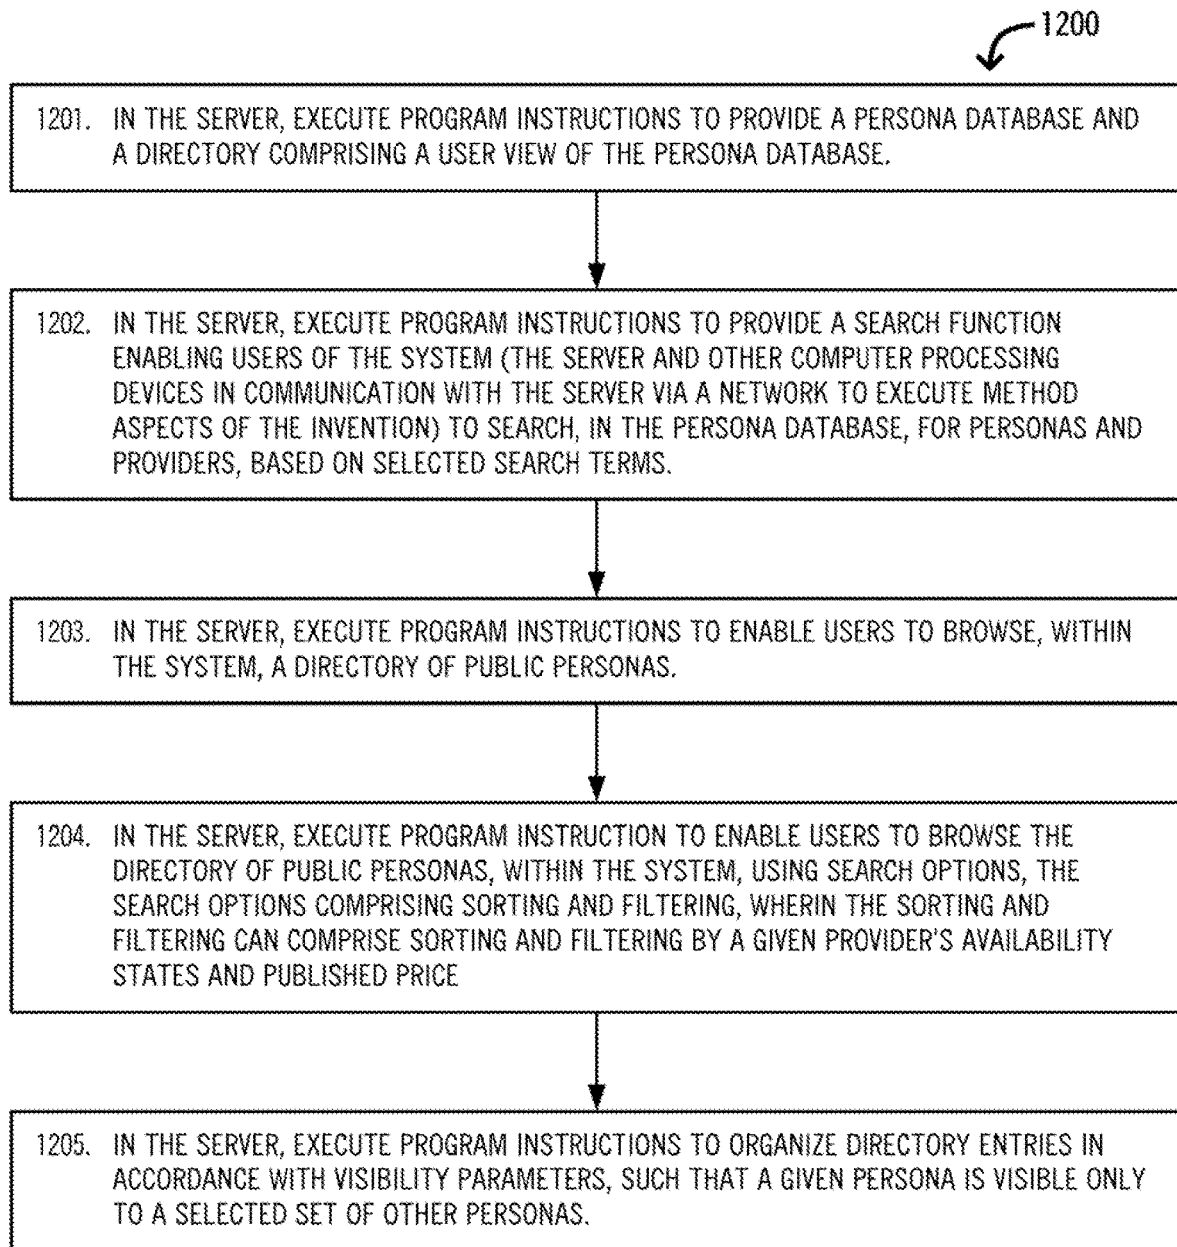 1200
1201. IN THE SERVER, EXECUTE PROGRAM INSTRUCTIONS TO PROVIDE A PERSONA DATABASE AND
A DIRECTORY COMPRISING A USER VIEW OF THE PERSONA DATABASE.
1202. IN THE SERVER, EXECUTE PROGRAM INSTRUCTIONS TO PROVIDE A SEARCH FUNCTION
ENABLING USERS OF THE SYSTEM (THE SERVER AND OTHER COMPUTER PROCESSING
DEVICES IN COMMUNICATION WITH THE SERVER VIA A NETWORK TO EXECUTE METHOD
ASPECTS OF THE INVENTION) TO SEARCH, IN THE PERSONA DATABASE, FOR PERSONAS AND
PROVIDERS, BASED ON SELECTED SEARCH TERMS.
1203. IN THE SERVER, EXECUTE PROGRAM INSTRUCTIONS TO ENABLE USERS TO BROWSE, WITHIN
THE SYSTEM, A DIRECTORY OF PUBLIC PERSONAS.
1204. IN THE SERVER, EXECUTE PROGRAM INSTRUCTION TO ENABLE USERS TO BROWSE THE
DIRECTORY OF PUBLIC PERSONAS, WITHIN THE SYSTEM, USING SEARCH OPTIONS, THE
SEARCH OPTIONS COMPRISING SORTING AND FILTERING, WHERIN THE SORTING AND
FILTERING CAN COMPRISE SORTING AND FILTERING BY A GIVEN PROVIDER'S AVAILABILITY
STATES AND PUBLISHED PRICE
1205. IN THE SERVER, EXECUTE PROGRAM INSTRUCTIONS TO ORGANIZE DIRECTORY ENTRIES IN
ACCORDANCE WITH VISIBILITY PARAMETERS, SUCH THAT A GIVEN PERSONA IS VISIBLE ONLY
TO A SELECTED SET OF OTHER PERSONAS.